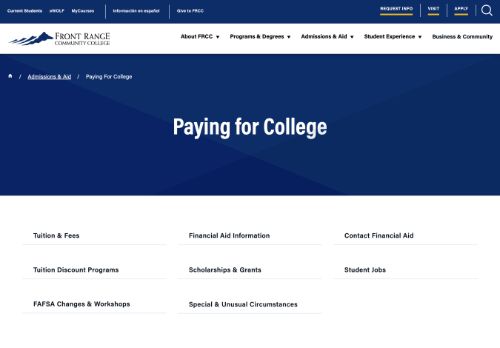 Current Students eWOLF MyCourses Información en español Give to FRCC REQUEST INFO VISIT APPLY
FRONT RANGE
COMMUNITY COLLEGE
About FRCC Programs & Degrees Admissions & Aid Student Experience Business & Community
/ Admissions & Aid / Paying For College
Paying for College
Tuition & Fees Financial Aid Information Contact Financial Aid
Tuition Discount Programs Scholarships & Grants Student Jobs
FAFSA Changes & Workshops Special & Unusual Circumstances